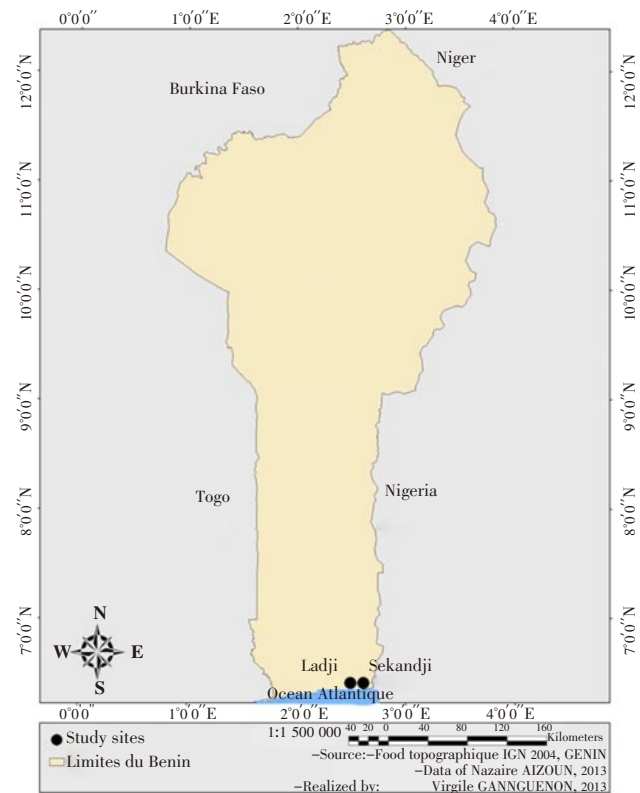 0°0′0″ 1°0′0″E 2°0′0″E 3°0′0″E 4°0′0″E
Niger
Burkina Faso
12°0′0″N 12°0′0″N
11°0′0″N 11°0′0″N
10°0′0″N 10°0′0″N
9°0′0″N 9°0′0″N
Togo Nigeria
8°0′0″N 8°0′0″N
7°0′0″N 7°0′0″N
N
W E
S
Ladji Sekandji
Ocean Atlantique
0°0′0″ 1°0′0″E 2°0′0″E 3°0′0″E 4°0′0″E
Study sites
Limites du Benin
1:1 500 000
40 20 0 40 80 120 160
Kilometers
−Source:−Food topographique IGN 2004, GENIN
−Data of Nazaire AIZOUN, 2013
−Realized by: Virgile GANNGUENON, 2013